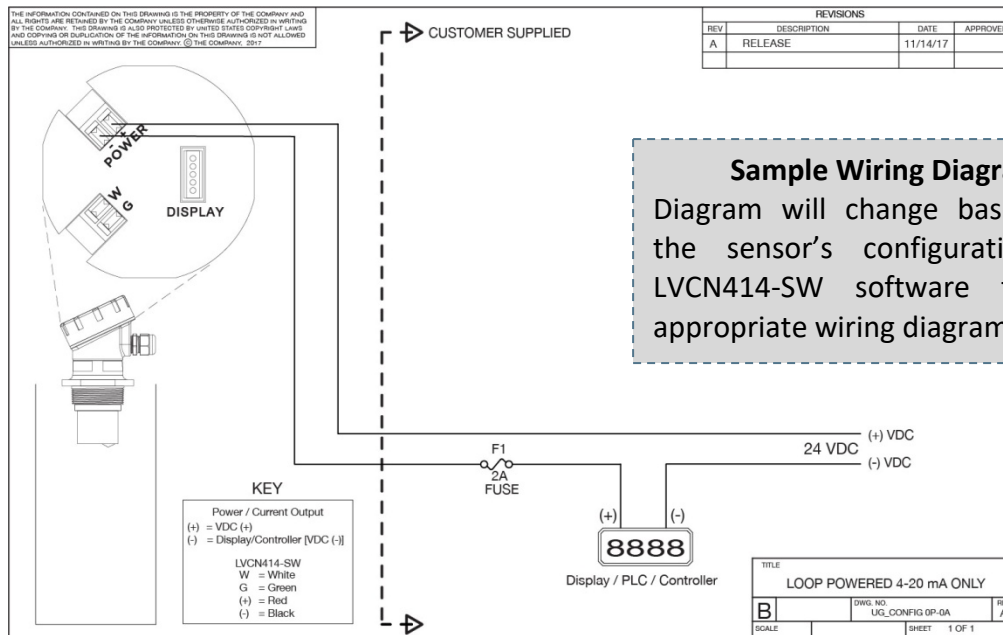 THE INFORMATION CONTAINED ON THIS DRAWING IS THE PROPERTY OF THE COMPANY AND
ALL RIGHTS ARE RETAINED BY THE COMPANY UNLESS OTHERWISE AUTHORIZED IN WRITING
BY THE COMPANY. THIS DRAWING IS ALSO PROTECTED BY UNITED STATES COPYRIGHT LAWS
AND COPYING OR DUPLICATION OF THE INFORMATION ON THIS DRAWING IS NOT ALLOWED
UNLESS AUTHORIZED IN WRITING BY THE COMPANY. © THE COMPANY, 2017
CUSTOMER SUPPLIED
REVISIONS
REV DESCRIPTION DATE APPROVED
A RELEASE 11/14/17
+
-
POWER
W
G
DISPLAY
Sample Wiring
Diagram will change
the sensor's
LVCN414-SW software
appropriate wiring diagram
(+) VDC
24 VDC
(-) VDC
F1
2A
FUSE
(+) (-)
8888
Display / PLC / Controller
KEY
Power / Current Output
(+) = VDC (+)
(-) = Display/Controller [VDC (-)]
LVCN414-SW
W = White
G = Green
(+) = Red
(-) = Black
TITLE
LOOP POWERED 4-20 mA ONLY
B
DWG. NO.
UG_CONFIG 0P-0A
A
SCALE
SHEET 1 OF 1